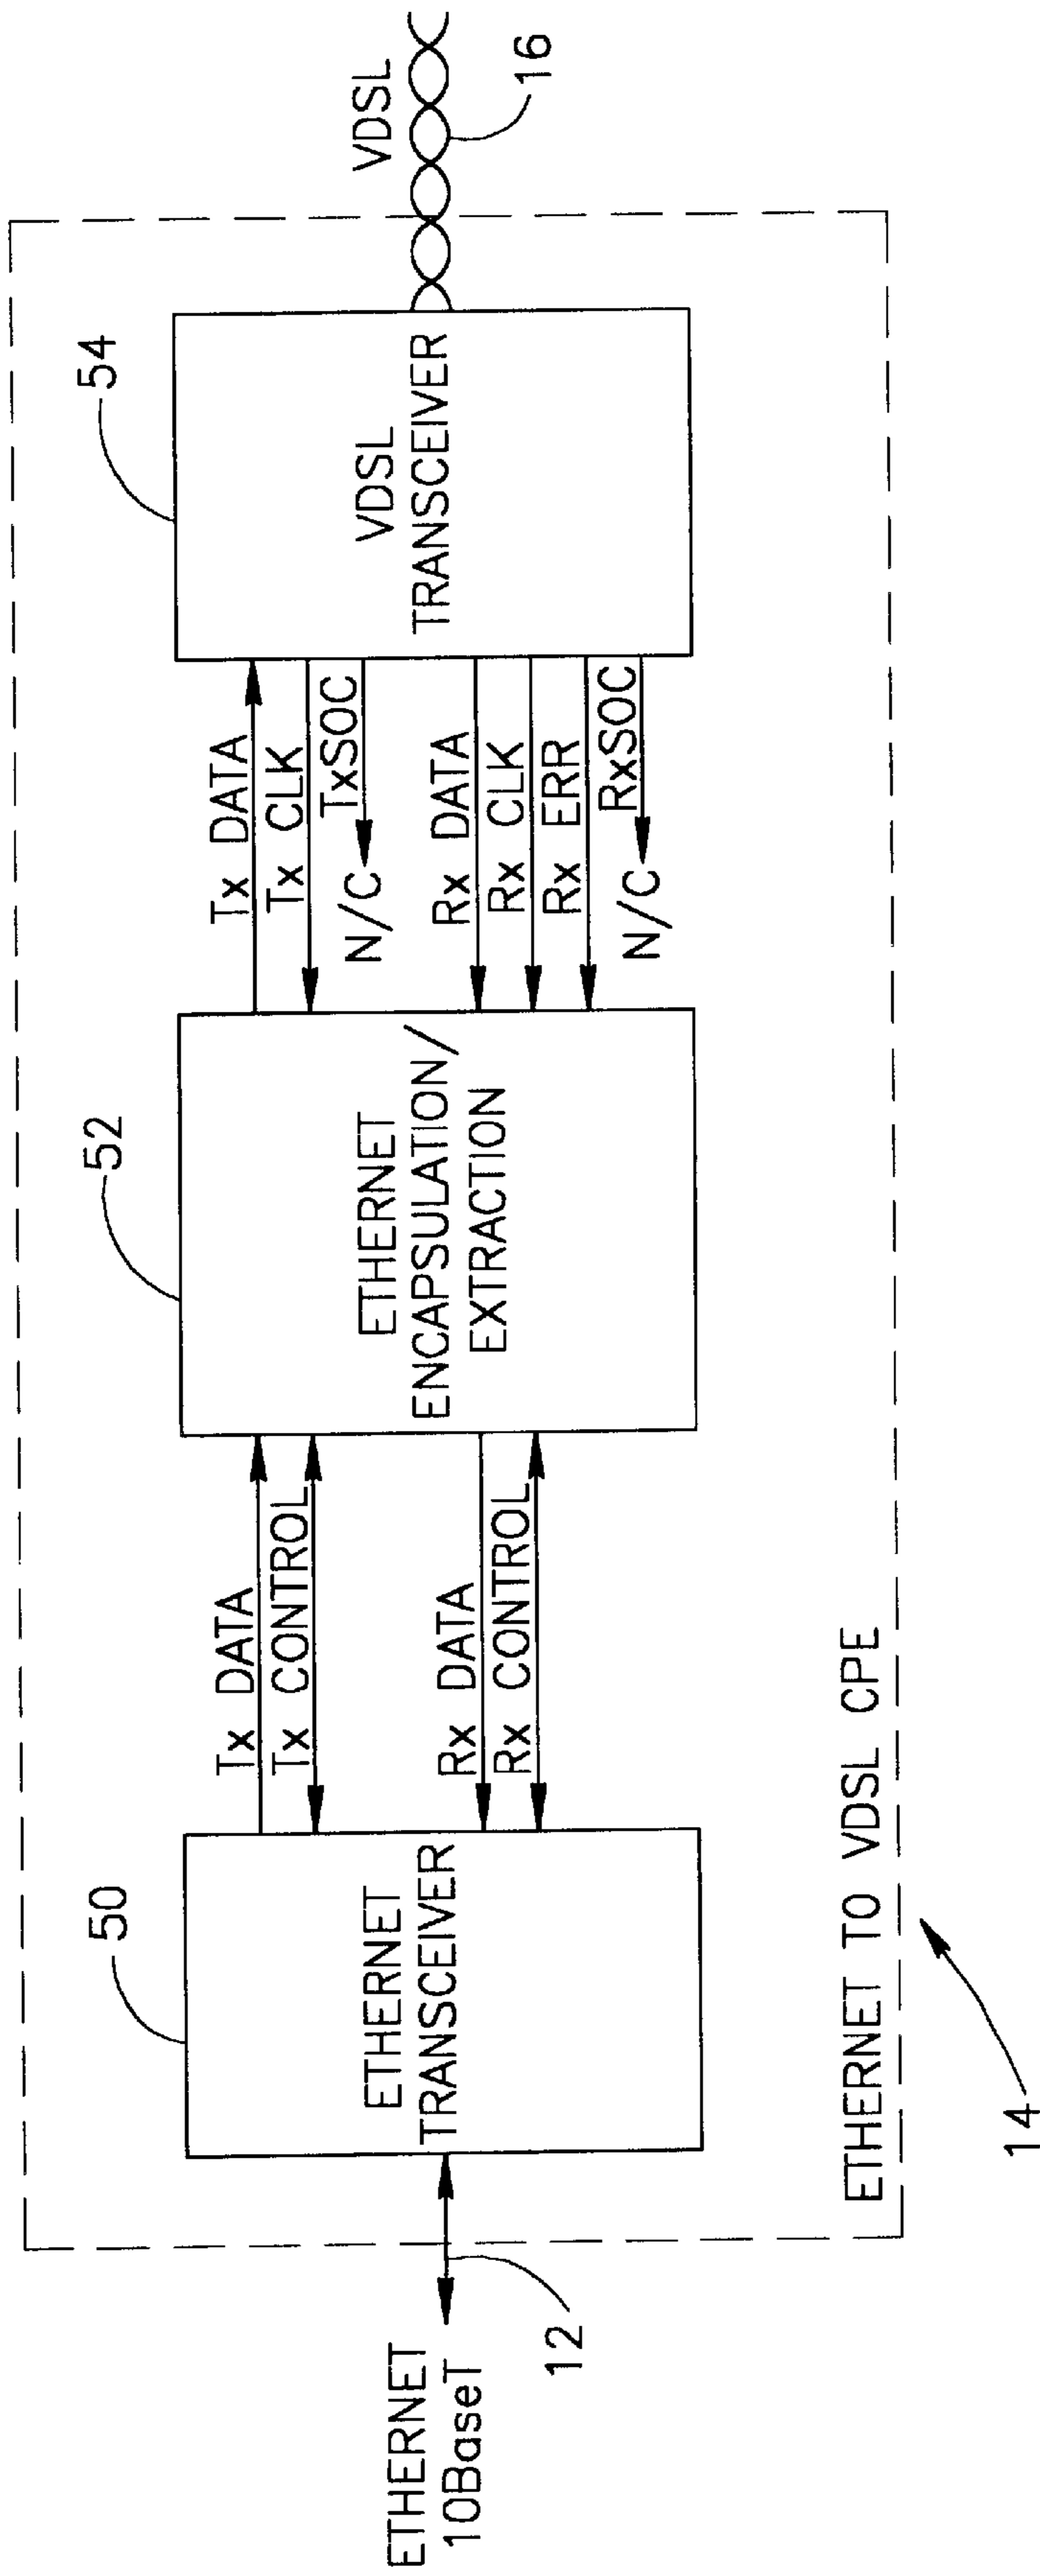 ETHERNET
10BaseT
12
50
ETHERNET
TRANSCEIVER
Tx DATA
Tx CONTROL
Rx DATA
Rx CONTROL
52
ETHERNET
ENCAPSULATION/
EXTRACTION
Tx DATA
Tx CLK
TxSOC
N/C
Rx DATA
Rx CLK
Rx ERR
RxSOC
N/C
54
VDSL
TRANSCEIVER
VDSL
16
ETHERNET TO VDSL CPE
14